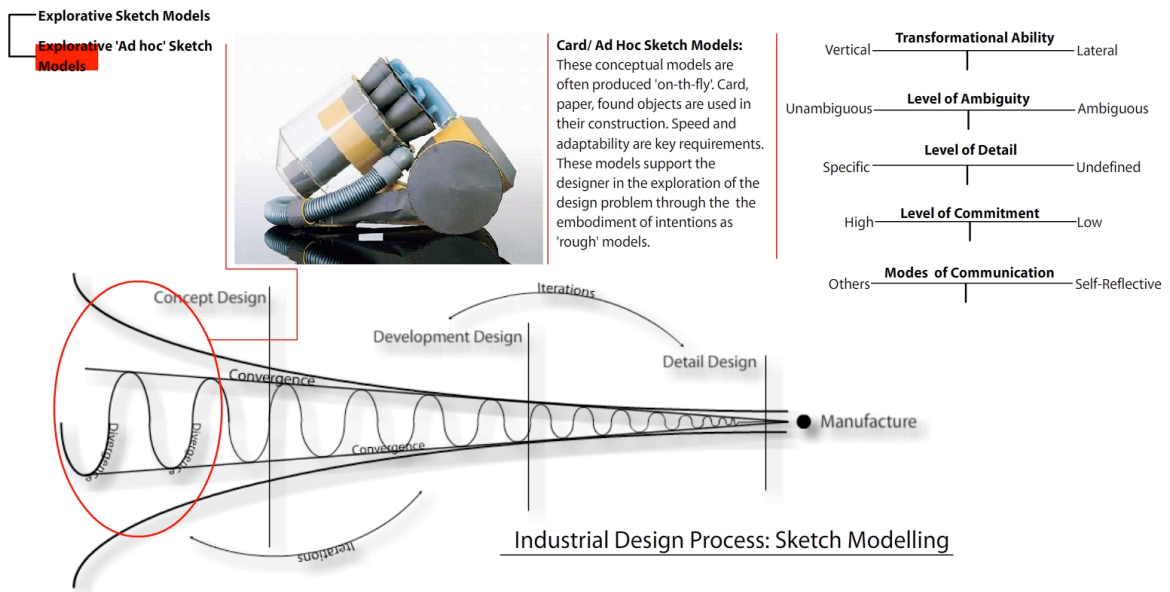 Explorative Sketch Models
Explorative 'Ad hoc' Sketch
Models
Card/ Ad Hoc Sketch Models:
These conceptual models are
often produced 'on-th-fly'. Card,
paper, found objects are used in
their construction. Speed and
adaptability are key requirements.
These models support the
designer in the exploration of the
design problem through the the
embodiment of intentions as
'rough' models.
Transformational Ability
Vertical Lateral
Level of Ambiguity
Unambiguous Ambiguous
Level of Detail
Specific Undefined
Level of Commitment
High Low
Modes of Communication
Others Self-Reflective
Concept Design
Iterations
Development Design
Detail Design
Convergence
Manufacture
Divergence
Divergence
Convergence
Iterations
Industrial Design Process: Sketch Modelling